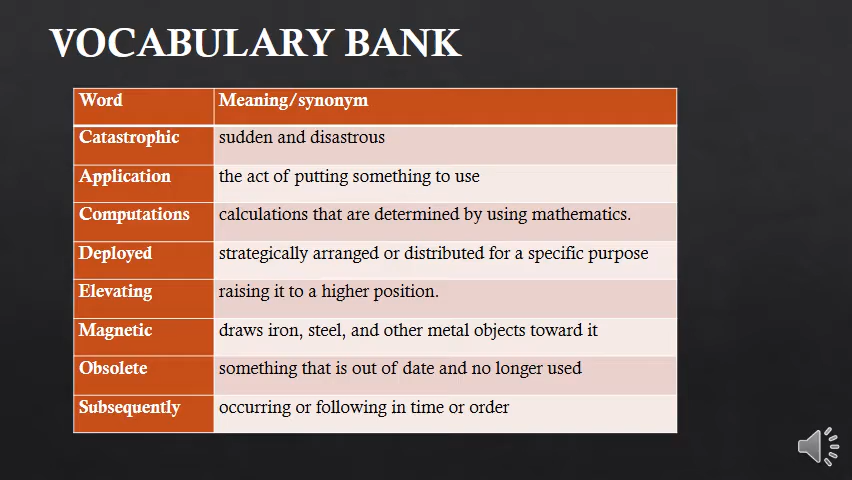 VOCABULARY BANK
Word Meaning/synonym
Catastrophic sudden and disastrous
Application the act of putting something to use
Computations calculations that are determined by using mathematics.
Deployed strategically arranged or distributed for a specific purpose
Elevating raising it to a higher position.
Magnetic draws iron, steel, and other metal objects toward it
Obsolete something that is out of date and no longer used
Subsequently occurring or following in time or order